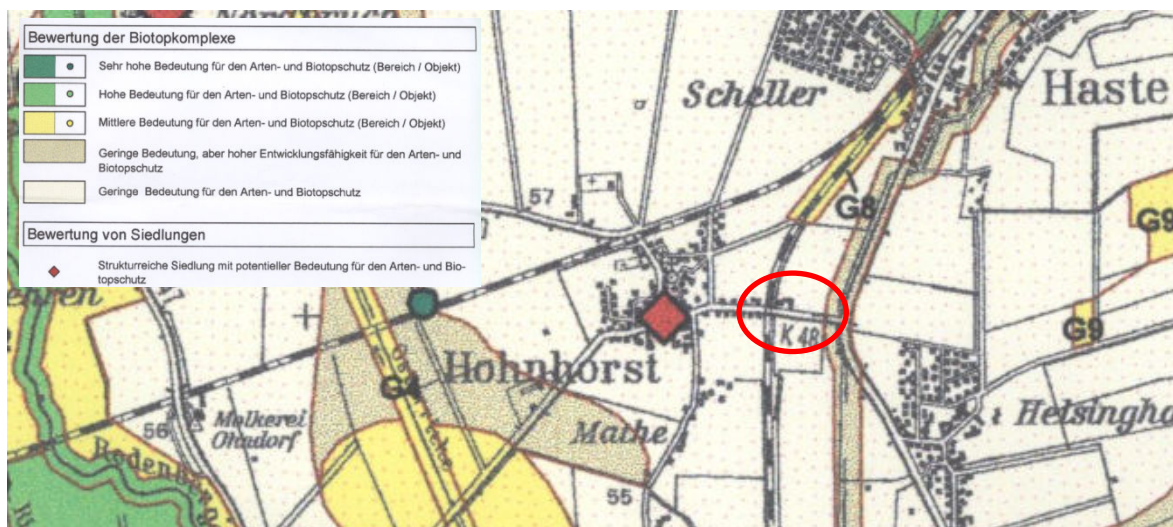 Bewertung der Biotopkomplexe
Sehr hohe Bedeutung für den Arten- und Biotopschutz (Bereich / Objekt)
Hohe Bedeutung für den Arten- und Biotopschutz (Bereich / Objekt)
Mittlere Bedeutung für den Arten- und Biotopschutz (Bereich / Objekt)
Geringe Bedeutung, aber hoher Entwicklungsfähigkeit für den Arten- und
Biotopschutz
Geringe Bedeutung für den Arten- und Biotopschutz
Bewertung von Siedlungen
Strukturreiche Siedlung mit potentieller Bedeutung für den Arten- und Bio-
topschutz
Scheller
Haste
57
G8
G9
K 48
G9
Hohnhorst
Molkerei
Ohndorf
56
Mathe
55